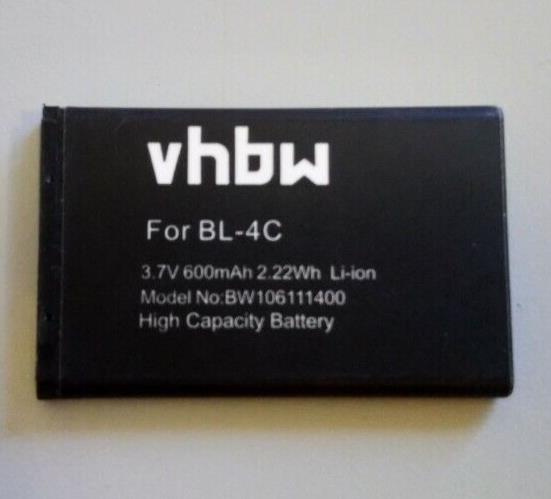 vhbw
For BL-4C
3.7V 600mAh 2.22Wh Li-ion
Model No:BW106111400
High Capacity Battery